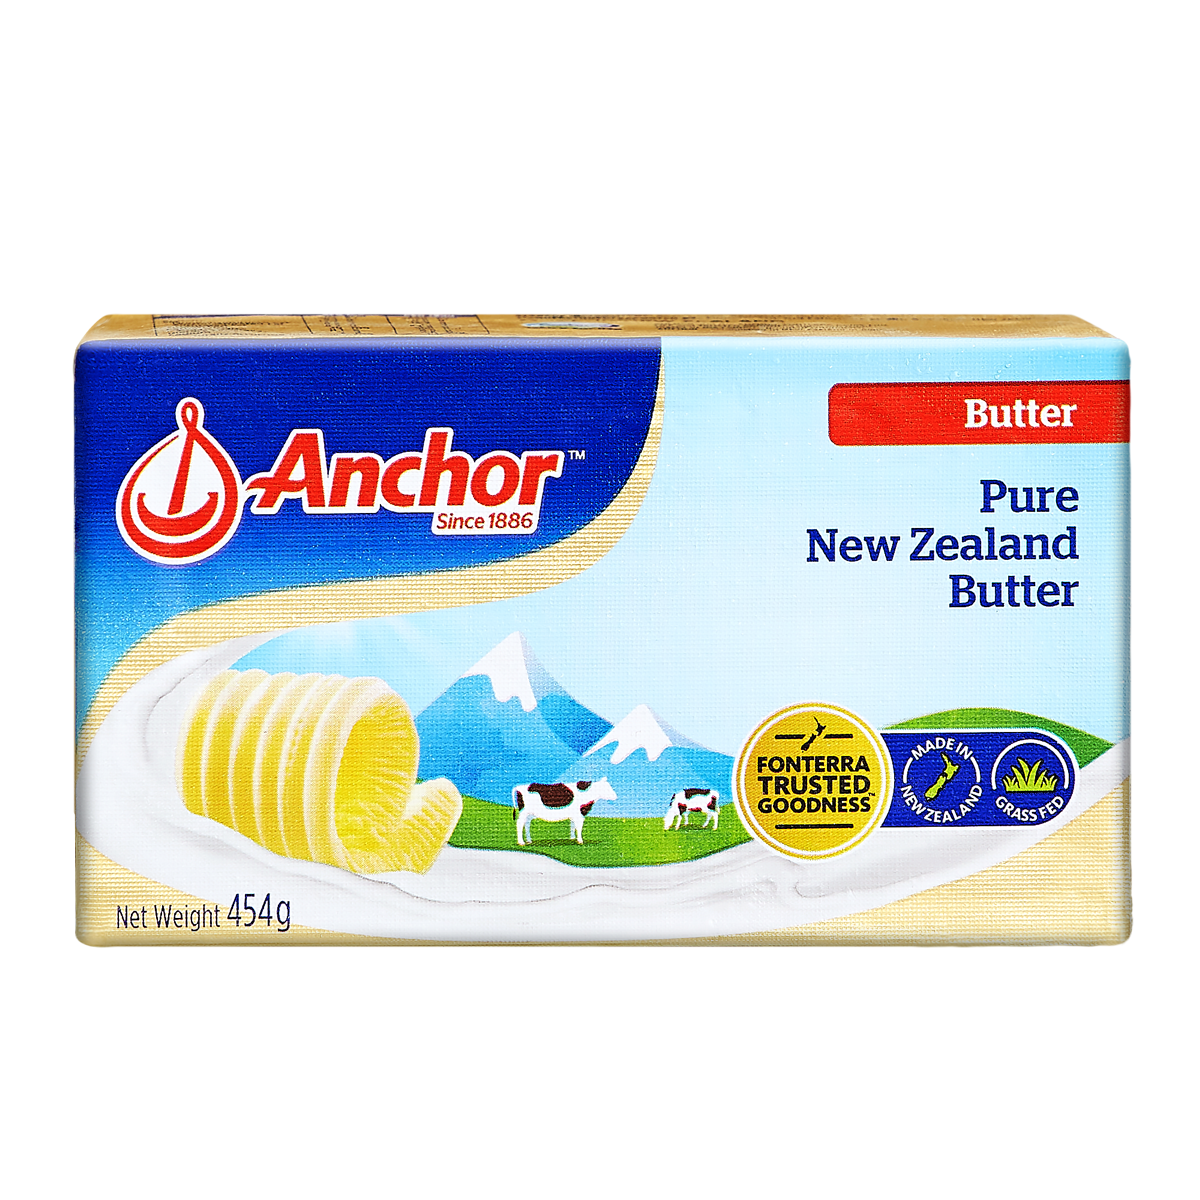 Anchor™
Since 1886
Butter
Pure
New Zealand
Butter
FONTERRA
TRUSTED
GOODNESS™
MADE IN
NEW ZEALAND
GRASS FED
Net Weight 454g